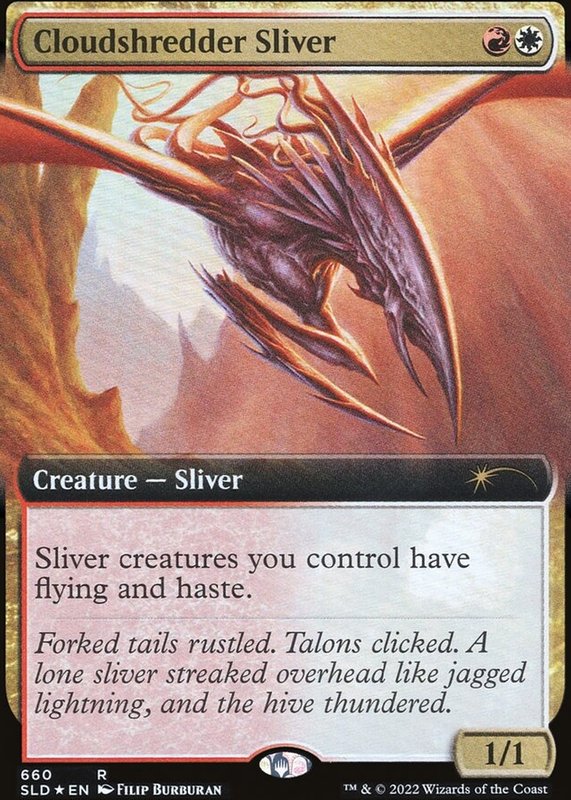 Cloudshredder Sliver
Creature — Sliver
Sliver creatures you control have
flying and haste.
Forked tails rustled. Talons clicked. A
lone sliver streaked overhead like jagged
lightning, and the hive thundered.
1/1
660 R
SLD ★ EN Filip Burburan
™ & © 2022 Wizards of the Coast